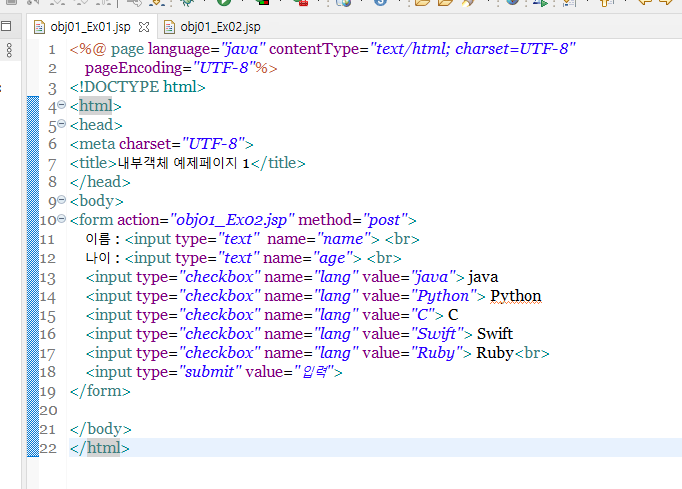 obj01_Ex01.jsp obj01_Ex02.jsp
1 <%@ page language="java" contentType="text/html; charset=UTF-8"
2 pageEncoding="UTF-8"%>
3 <!DOCTYPE html>
4 <html>
5 <head>
6 <meta charset="UTF-8">
7 <title>내부객체 예제페이지 1</title>
8 </head>
9 <body>
10 <form action="obj01_Ex02.jsp" method="post">
11 이름 : <input type="text" name="name"> <br>
12 나이 : <input type="text" name="age"> <br>
13 <input type="checkbox" name="lang" value="java"> java
14 <input type="checkbox" name="lang" value="Python"> Python
15 <input type="checkbox" name="lang" value="C"> C
16 <input type="checkbox" name="lang" value="Swift"> Swift
17 <input type="checkbox" name="lang" value="Ruby"> Ruby<br>
18 <input type="submit" value="입력">
19 </form>
20
21 </body>
22 </html>